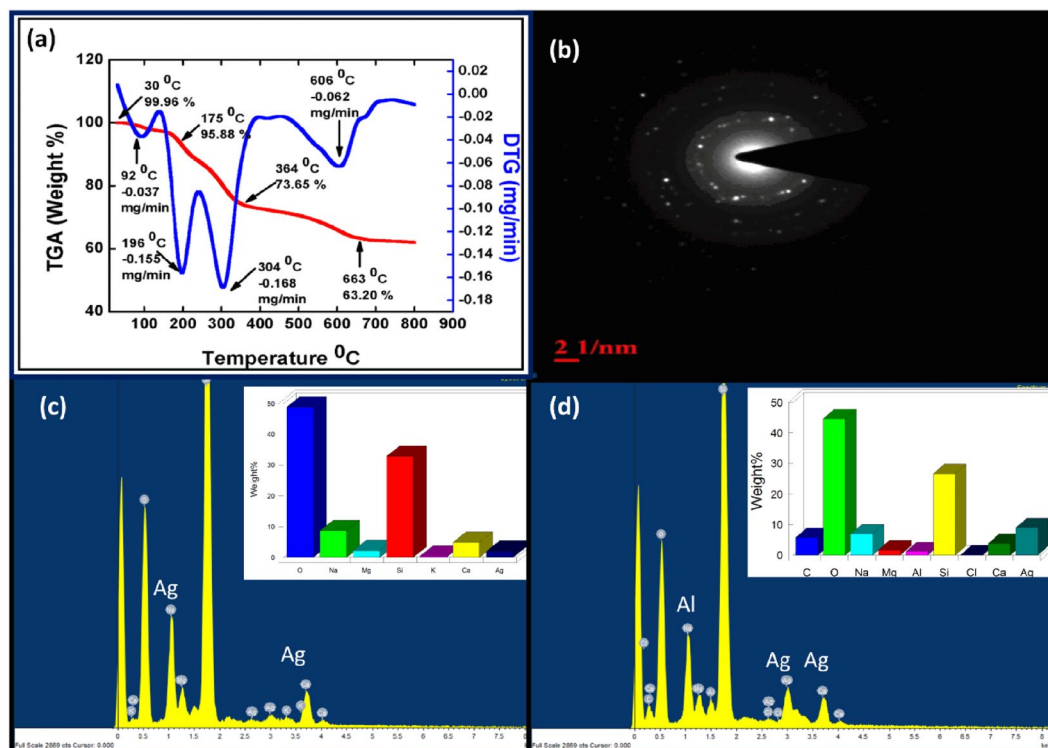 (a)
120
100
80
60
40
TGA (Weight %)
30 ⁰C
99.96 %
92 ⁰C
-0.037
mg/min
175 ⁰C
95.88 %
196 ⁰C
-0.155
mg/min
364 ⁰C
73.65 %
304 ⁰C
-0.168
mg/min
606 ⁰C
-0.062
mg/min
663 ⁰C
63.20 %
0.02
0.00
-0.02
-0.04
-0.06
-0.08
-0.10
-0.12
-0.14
-0.16
-0.18
DTG (mg/min)
100 200 300 400 500 600 700 800 900
Temperature ⁰C
(b)
2 1/nm
(c)
Ag
Ag
50
40
30
20
10
0
Weight%
O Na Mg Si K Ca Ag
0 0.5 1 1.5 2 2.5 3 3.5 4 4.5 5 5.5 6 6.5 7 7.5 8
Full Scale 2889 cts Cursor: 0.000
(d)
Al
Ag Ag
50
40
30
20
10
0
Weight%
C O Na Mg Al Si Cl Ca Ag
0 0.5 1 1.5 2 2.5 3 3.5 4 4.5 5 5.5 6 6.5 7 7.5 8
Full Scale 2889 cts Cursor: 0.000